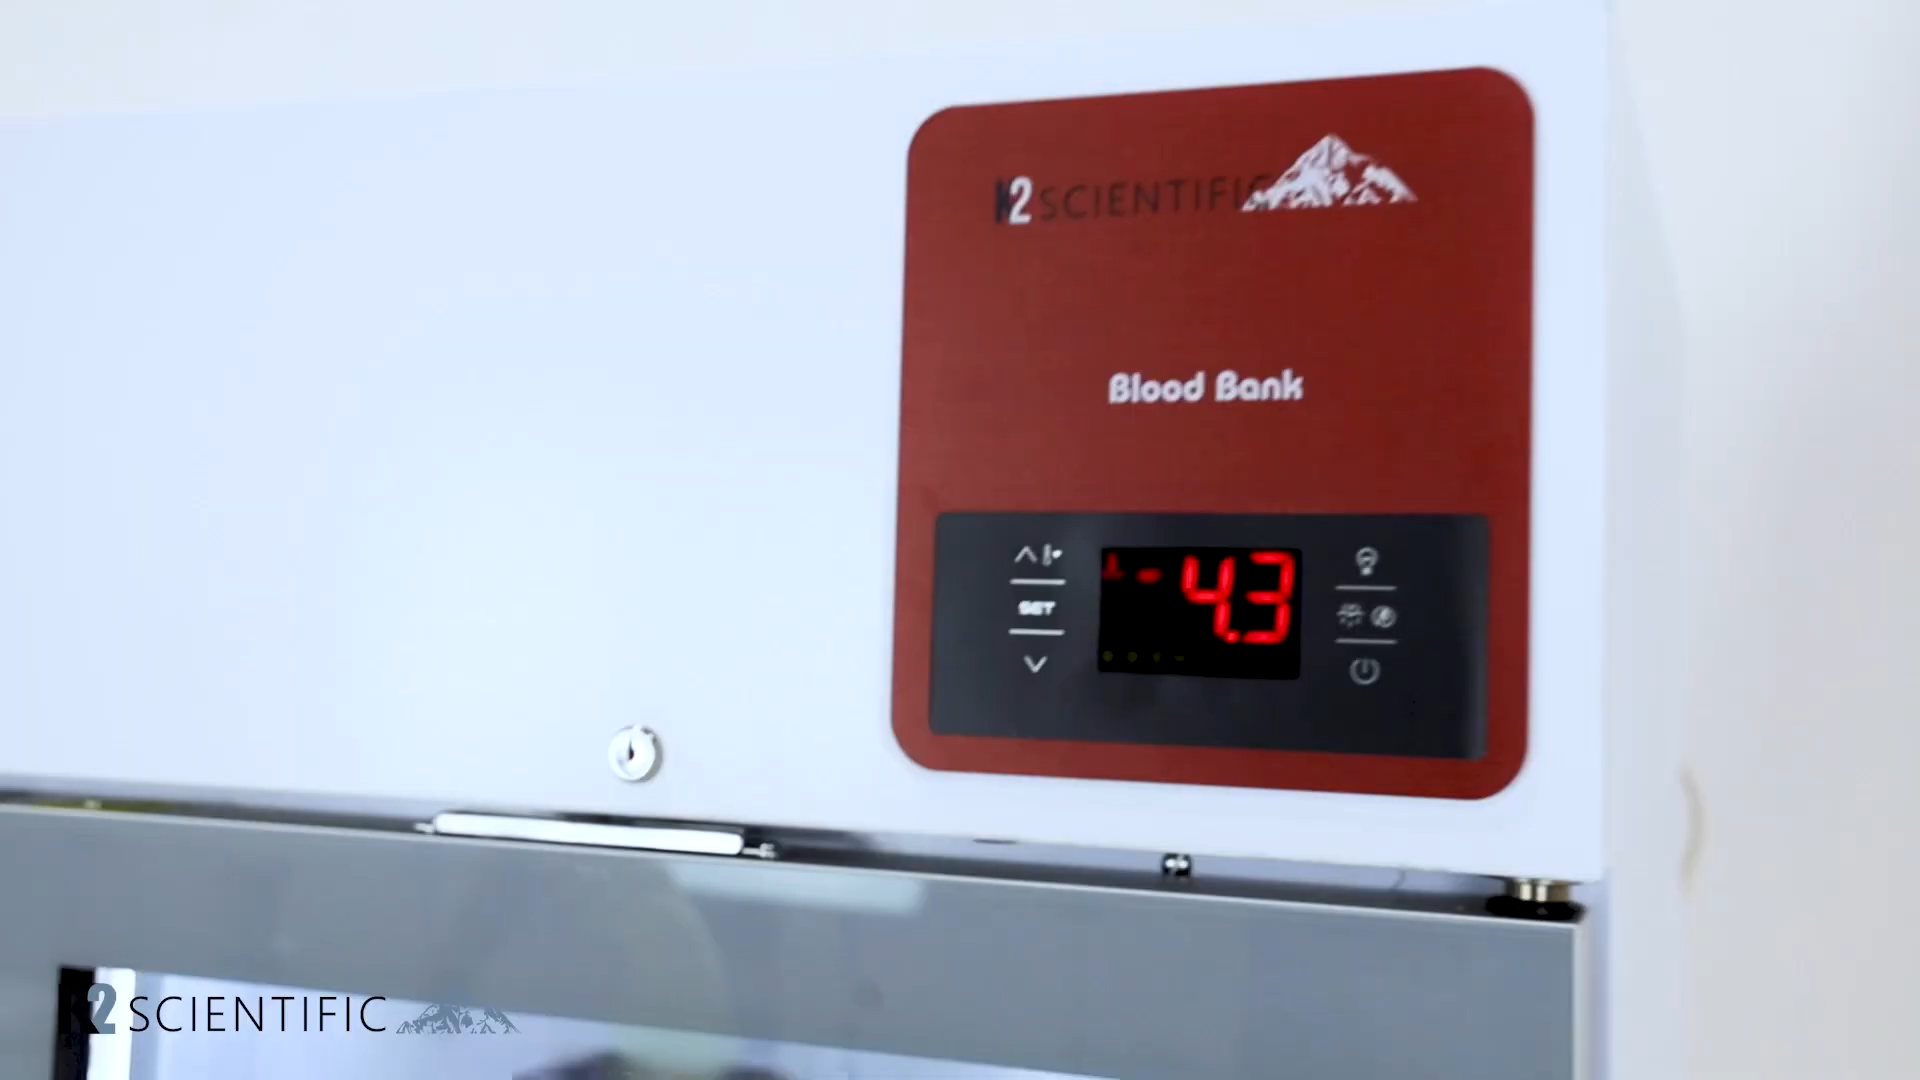 K2 SCIENTIFIC
Blood Bank
SET
4.3
K2 SCIENTIFIC